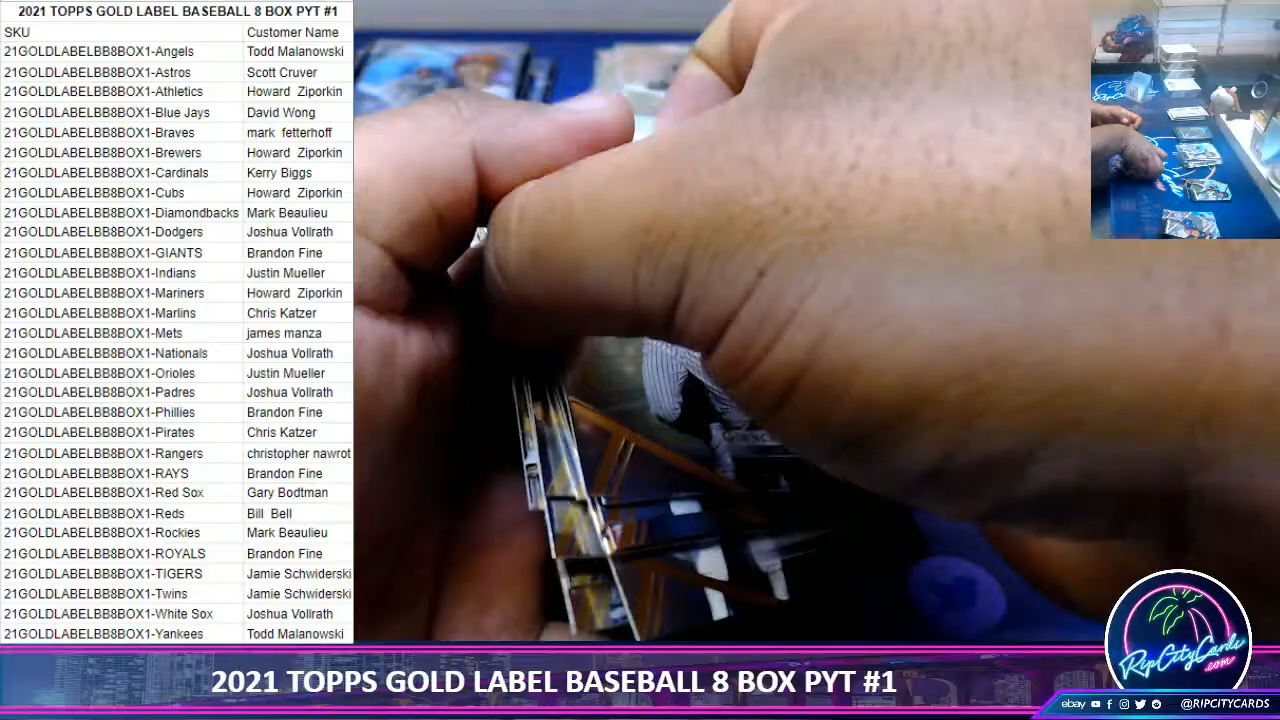 2021 TOPPS GOLD LABEL BASEBALL 8 BOX PYT #1
SKU Customer Name
21GOLDLABELBB8BOX1-Angels Todd Malanowski
21GOLDLABELBB8BOX1-Astros Scott Cruver
21GOLDLABELBB8BOX1-Athletics Howard Ziporkin
21GOLDLABELBB8BOX1-Blue Jays David Wong
21GOLDLABELBB8BOX1-Braves mark fetterhoff
21GOLDLABELBB8BOX1-Brewers Howard Ziporkin
21GOLDLABELBB8BOX1-Cardinals Kerry Biggs
21GOLDLABELBB8BOX1-Cubs Howard Ziporkin
21GOLDLABELBB8BOX1-Diamondbacks Mark Beaulieu
21GOLDLABELBB8BOX1-Dodgers Joshua Vollrath
21GOLDLABELBB8BOX1-GIANTS Brandon Fine
21GOLDLABELBB8BOX1-Indians Justin Mueller
21GOLDLABELBB8BOX1-Mariners Howard Ziporkin
21GOLDLABELBB8BOX1-Marlins Chris Katzer
21GOLDLABELBB8BOX1-Mets james manza
21GOLDLABELBB8BOX1-Nationals Joshua Vollrath
21GOLDLABELBB8BOX1-Orioles Justin Mueller
21GOLDLABELBB8BOX1-Padres Joshua Vollrath
21GOLDLABELBB8BOX1-Phillies Brandon Fine
21GOLDLABELBB8BOX1-Pirates Chris Katzer
21GOLDLABELBB8BOX1-Rangers christopher nawrot
21GOLDLABELBB8BOX1-RAYS Brandon Fine
21GOLDLABELBB8BOX1-Red Sox Gary Bodtman
21GOLDLABELBB8BOX1-Reds Bill Bell
21GOLDLABELBB8BOX1-Rockies Mark Beaulieu
21GOLDLABELBB8BOX1-ROYALS Brandon Fine
21GOLDLABELBB8BOX1-TIGERS Jamie Schwiderski
21GOLDLABELBB8BOX1-Twins Jamie Schwiderski
21GOLDLABELBB8BOX1-White Sox Joshua Vollrath
21GOLDLABELBB8BOX1-Yankees Todd Malanowski
2021 TOPPS GOLD LABEL BASEBALL 8 BOX PYT #1
RipCityCards
.com
ebay @RIPCITYCARDS